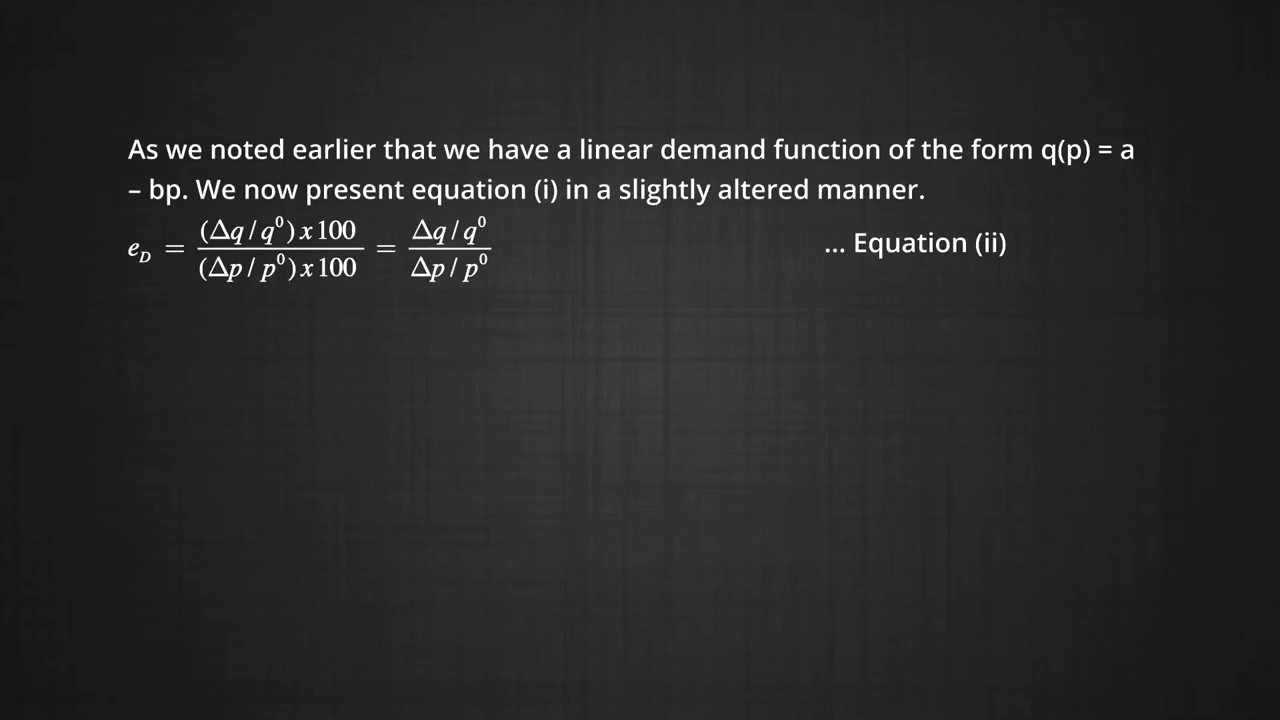 As we noted earlier that we have a linear demand function of the form q(p) = a
– bp. We now present equation (i) in a slightly altered manner.
e_D = (Δq / q⁰) x 100 / (Δp / p⁰) x 100 = Δq / q⁰ / Δp / p⁰ ... Equation (ii)